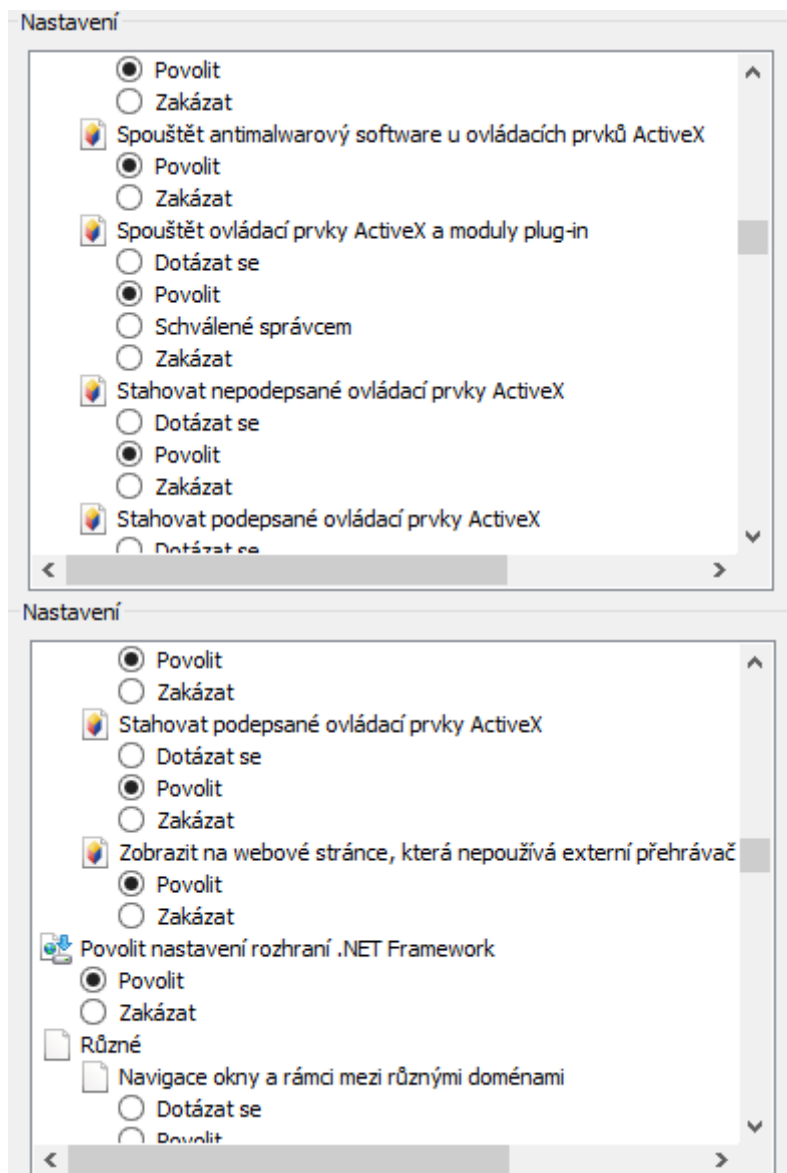 Nastavení
Povolit
Zakázat
Spouštět antimalwarový software u ovládacích prvků ActiveX
Povolit
Zakázat
Spouštět ovládací prvky ActiveX a moduly plug-in
Dotázat se
Povolit
Schválené správcem
Zakázat
Stahovat nepodepsané ovládací prvky ActiveX
Dotázat se
Povolit
Zakázat
Stahovat podepsané ovládací prvky ActiveX
Dotázat se
Nastavení
Povolit
Zakázat
Stahovat podepsané ovládací prvky ActiveX
Dotázat se
Povolit
Zakázat
Zobrazit na webové stránce, která nepoužívá externí přehrávač
Povolit
Zakázat
Povolit nastavení rozhraní .NET Framework
Povolit
Zakázat
Různé
Navigace okny a rámci mezi různými doménami
Dotázat se
Povolit